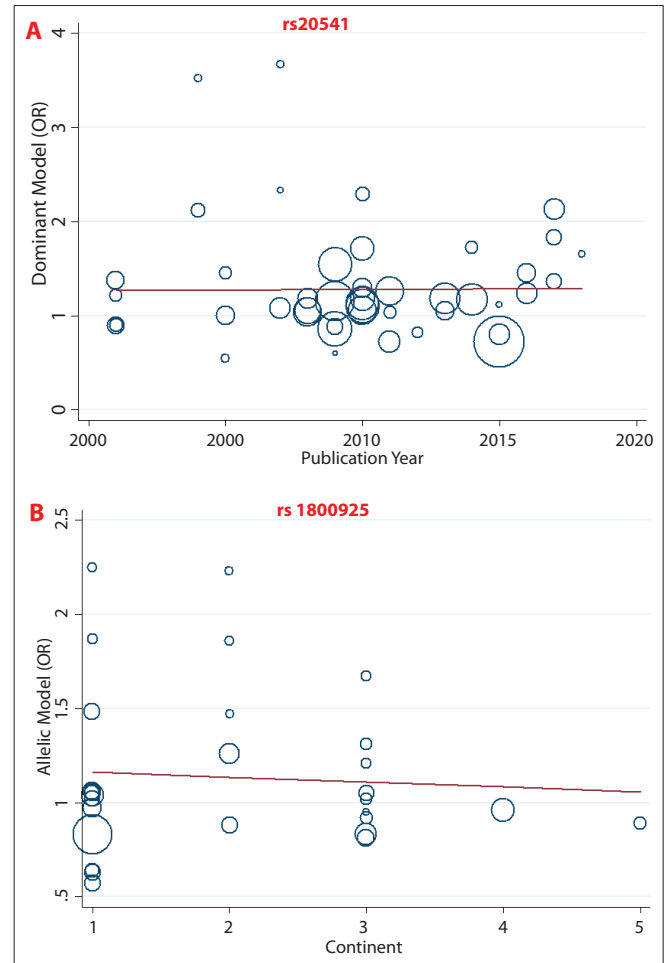 A
rs20541
4
3
2
1
0
Dominant Model (OR)
2000 2000 2010 2015 2020
Publication Year
B
rs 1800925
2.5
2
1.5
1
.5
Allelic Model (OR)
1 2 3 4 5
Continent